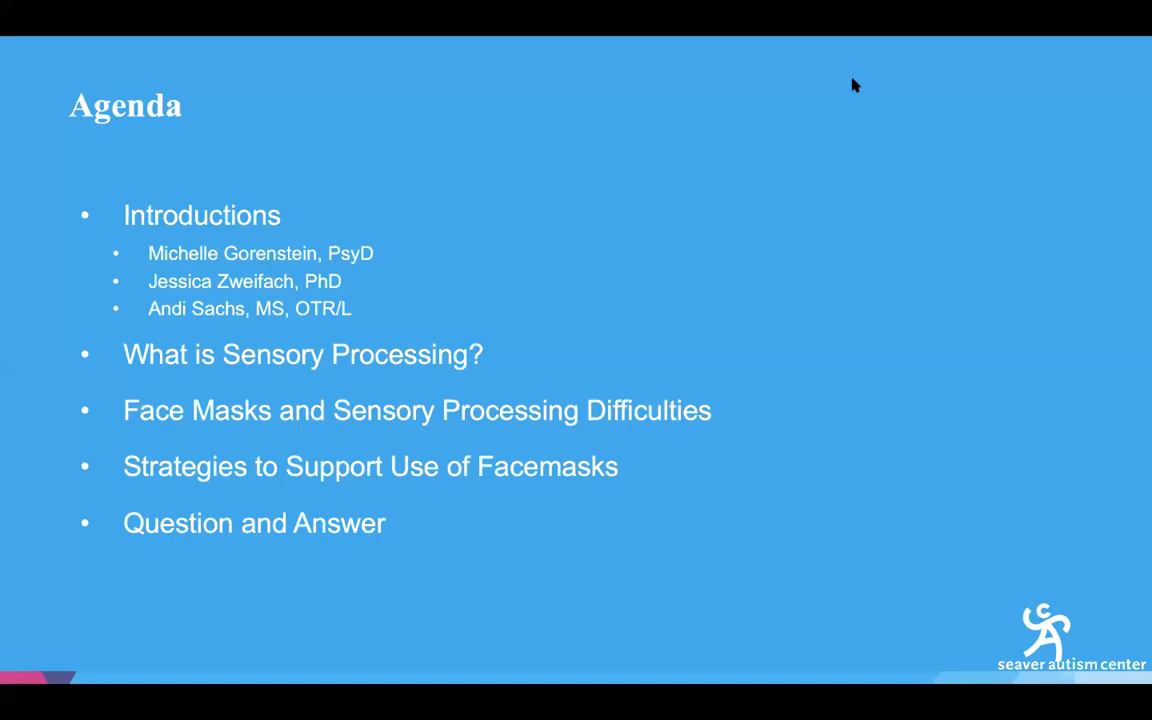 Agenda
• Introductions
• Michelle Gorenstein, PsyD
• Jessica Zweifach, PhD
• Andi Sachs, MS, OTR/L
• What is Sensory Processing?
• Face Masks and Sensory Processing Difficulties
• Strategies to Support Use of Facemasks
• Question and Answer
seaver autism center